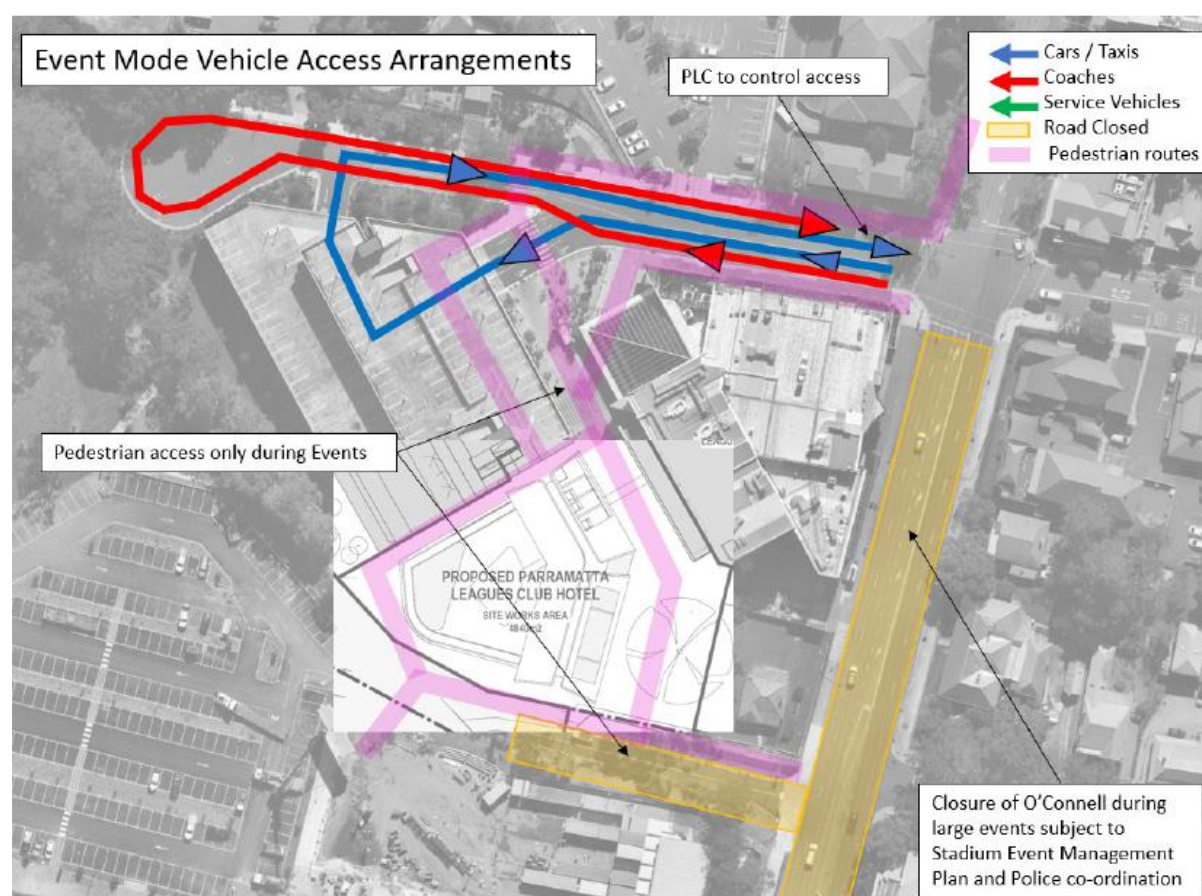 Event Mode Vehicle Access Arrangements
PLC to control access
Cars / Taxis
Coaches
Service Vehicles
Road Closed
Pedestrian routes
Pedestrian access only during Events
PROPOSED PARRAMATTA
LEAGUES CLUB HOTEL
SITE WORKS AREA
4840m2
Closure of O'Connell during
large events subject to
Stadium Event Management
Plan and Police co-ordination